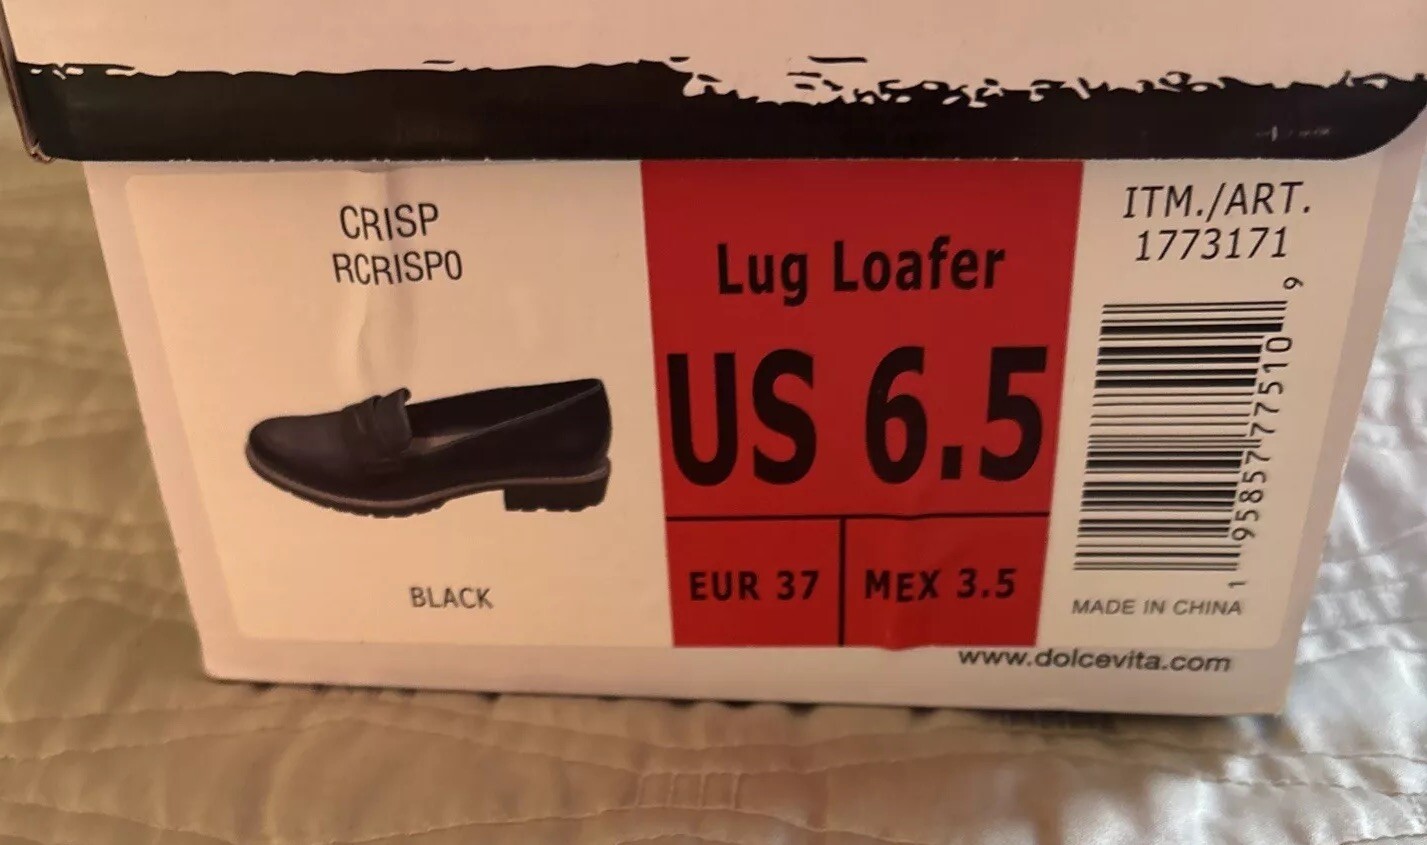 CRISP
RCRISPO
BLACK
Lug Loafer
US 6.5
EUR 37
MEX 3.5
ITM./ART.
1773171
1 95857 77510 9
MADE IN CHINA
www.dolcevita.com